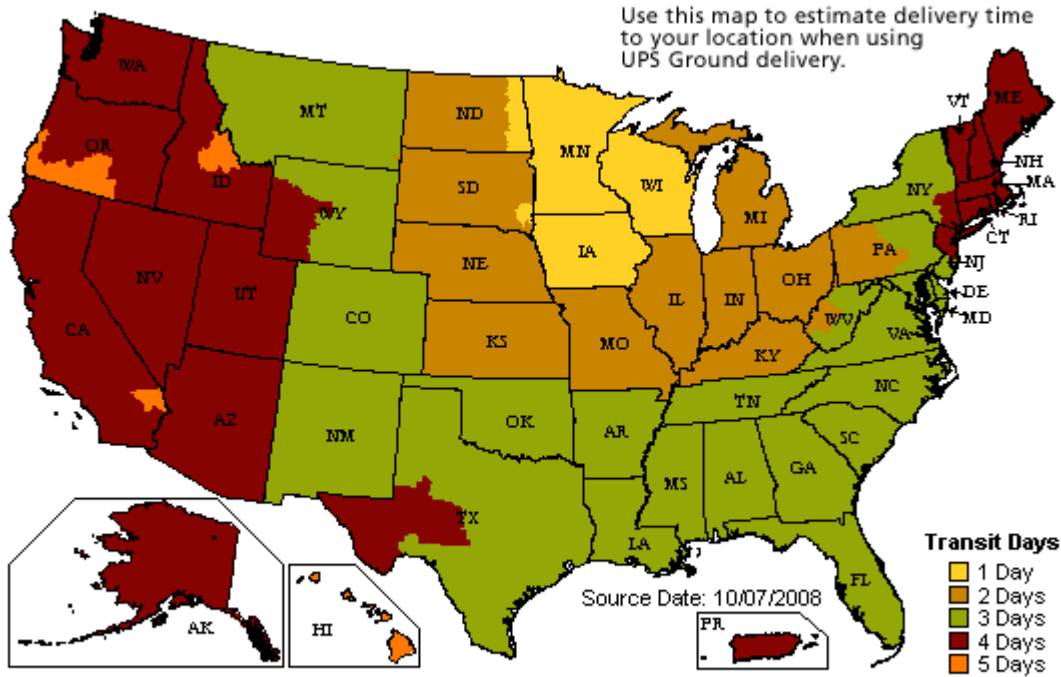 Use this map to estimate delivery time
to your location when using
UPS Ground delivery.
WA
MT
ND
MN
VT
ME
OR
ID
SD
WI
NH
MA
WY
MI
NY
RI
CT
NE
IA
PA
NJ
NV
UT
IL
IN
OH
DE
MD
CA
CO
KS
MO
WV
VA
KY
AZ
NM
OK
AR
TN
NC
SC
TX
LA
MS
AL
GA
FL
AK
HI
PR
Source Date: 10/07/2008
Transit Days
1 Day
2 Days
3 Days
4 Days
5 Days